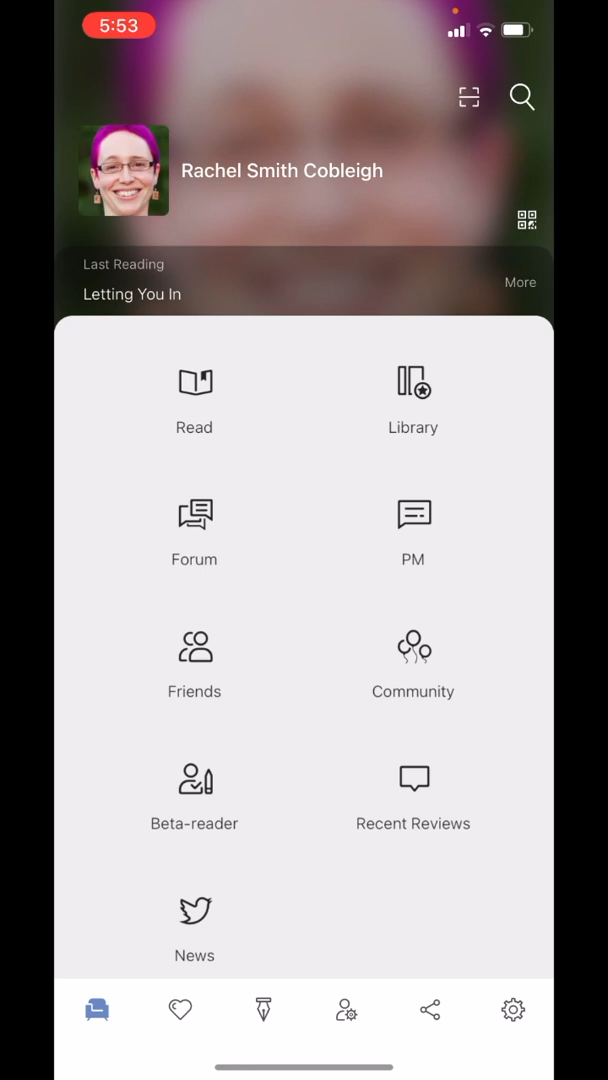 5:53
Rachel Smith Cobleigh
Last Reading
Letting You In
More
Read
Library
Forum
PM
Friends
Community
Beta-reader
Recent Reviews
News